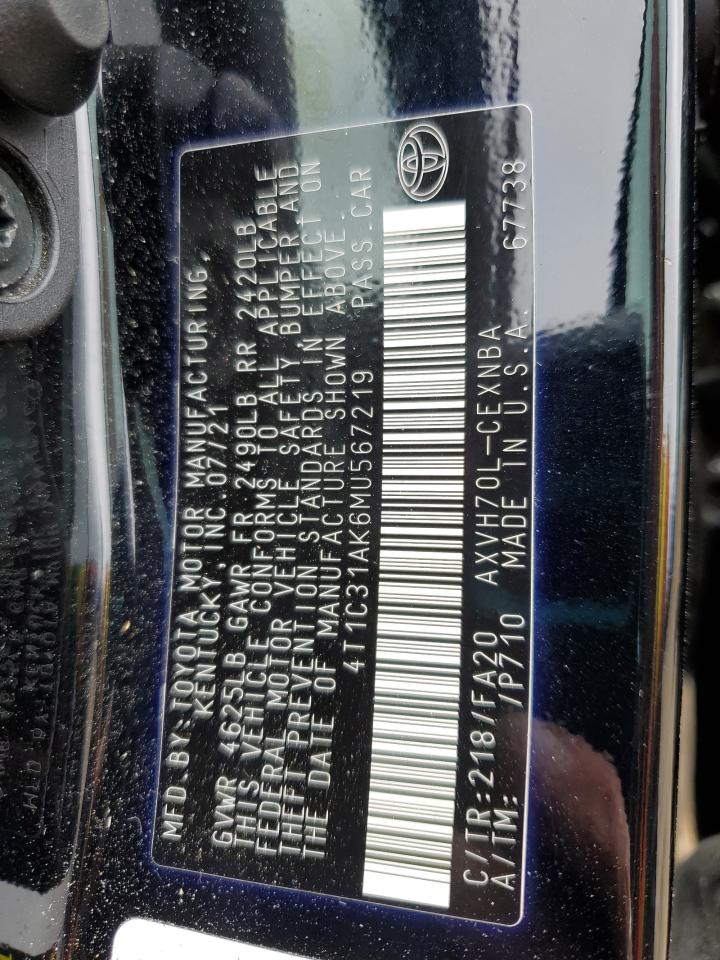 MFD.BY:TOYOTA MOTOR MANUFACTURING,
KENTUCKY,INC.07/21
GVWR 4625LB GAWR FR 2490LB RR 2420LB
THIS VEHICLE CONFORMS TO ALL APPLICABLE
FEDERAL MOTOR VEHICLE SAFETY BUMPER AND
THEFT PREVENTION STANDARDS IN EFFECT ON
THE DATE OF MANUFACTURE SHOWN ABOVE.
4T1C31AK6MU567219 PASS.CAR
C/TR:218/FA20 AXVH70L-CEXNBA
A/TM: /P710 MADE IN U.S.A. 67738